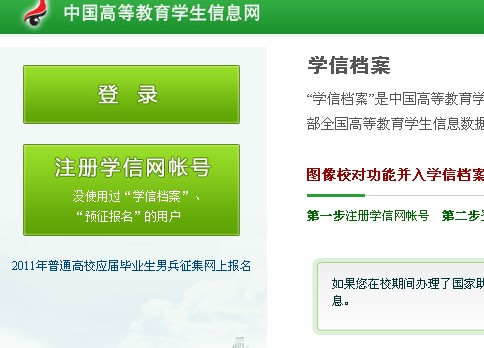 中国高等教育学生信息网
登 录
注册学信网帐号
没使用过“学信档案”、
“预征报名”的用户
2011年普通高校应届毕业生男兵征集网上报名
学信档案
“学信档案”是中国高等教育学
部全国高等教育学生信息数据
图像校对功能并入学信档案
第一步注册学信网帐号 第二步
如果您在校期间办理了国家助
息。